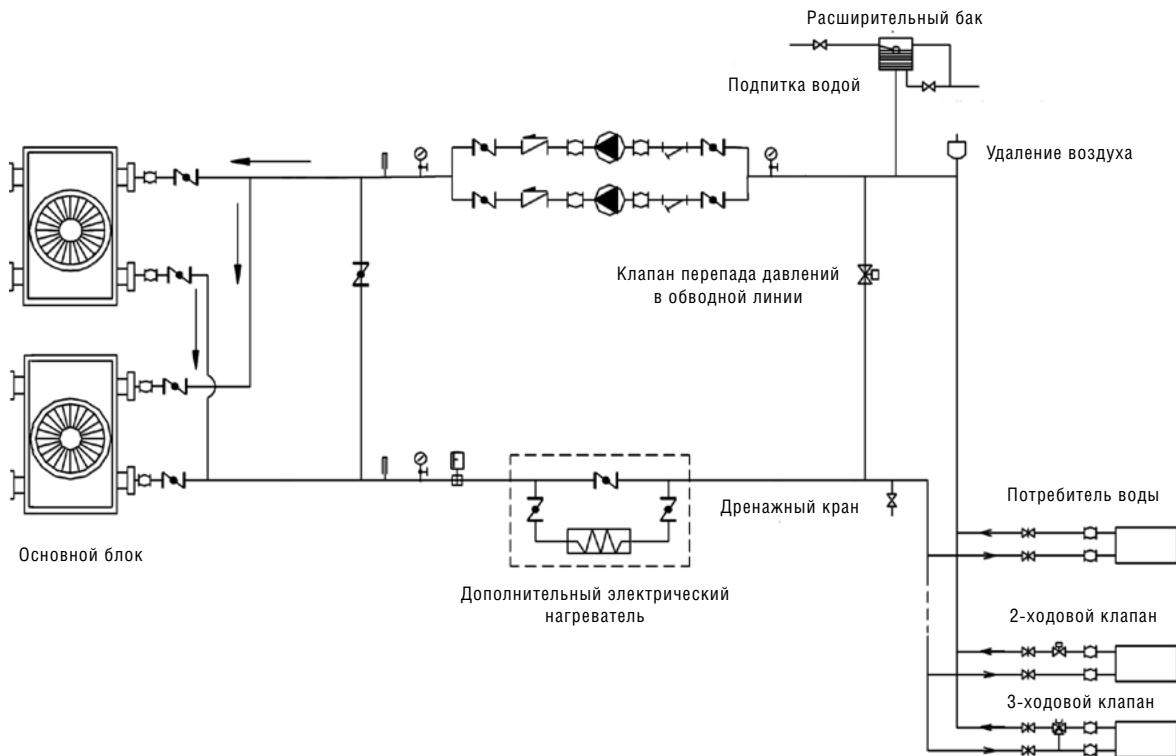 Расширительный бак
Подпитка водой
Удаление воздуха
Клапан перепада давлений
в обводной линии
Дренажный кран
Потребитель воды
Основной блок
Дополнительный электрический
нагреватель
2-ходовой клапан
3-ходовой клапан